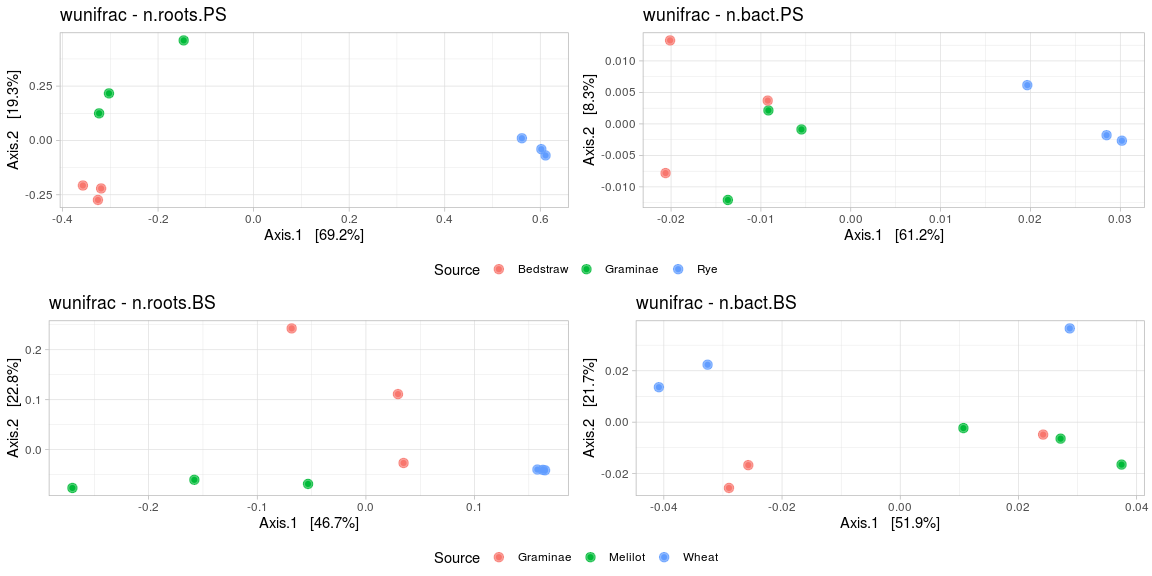 wunifrac - n.roots.PS
Axis.2 [19.3%]
0.25
0.00
-0.25
-0.4
-0.2
0.0
0.2
0.4
0.6
Axis.1 [69.2%]
wunifrac - n.bact.PS
Axis.2 [8.3%]
0.010
0.005
0.000
-0.005
-0.010
-0.02
-0.01
0.00
0.01
0.02
0.03
Axis.1 [61.2%]
Source Bedstraw Graminae Rye
wunifrac - n.roots.BS
Axis.2 [22.8%]
0.2
0.1
0.0
-0.2
-0.1
0.0
0.1
Axis.1 [46.7%]
wunifrac - n.bact.BS
Axis.2 [21.7%]
0.02
0.00
-0.02
-0.04
-0.02
0.00
0.02
0.04
Axis.1 [51.9%]
Source Graminae Melilot Wheat